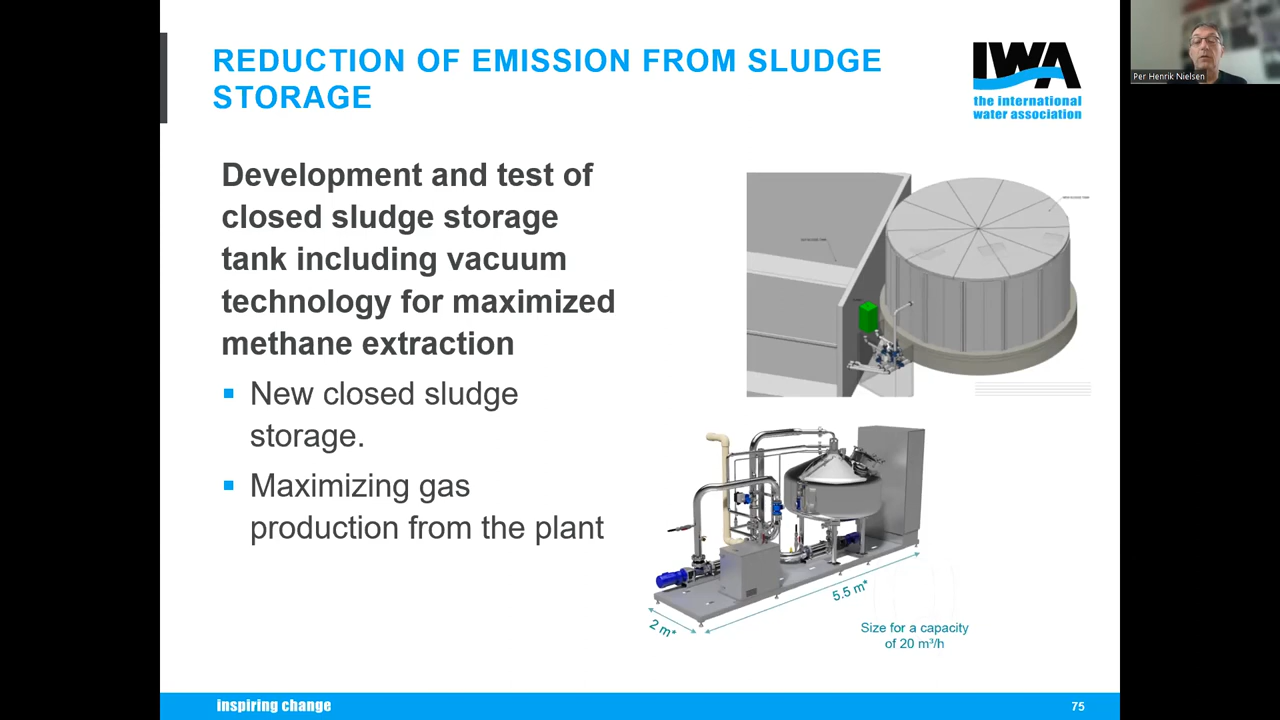 REDUCTION OF EMISSION FROM SLUDGE
STORAGE
IWA
the international
water association
Per Henrik Nielsen
Development and test of
closed sludge storage
tank including vacuum
technology for maximized
methane extraction
New closed sludge
storage.
Maximizing gas
production from the plant
5.5 m*
2 m*
Size for a capacity
of 20 m³/h
inspiring change
75